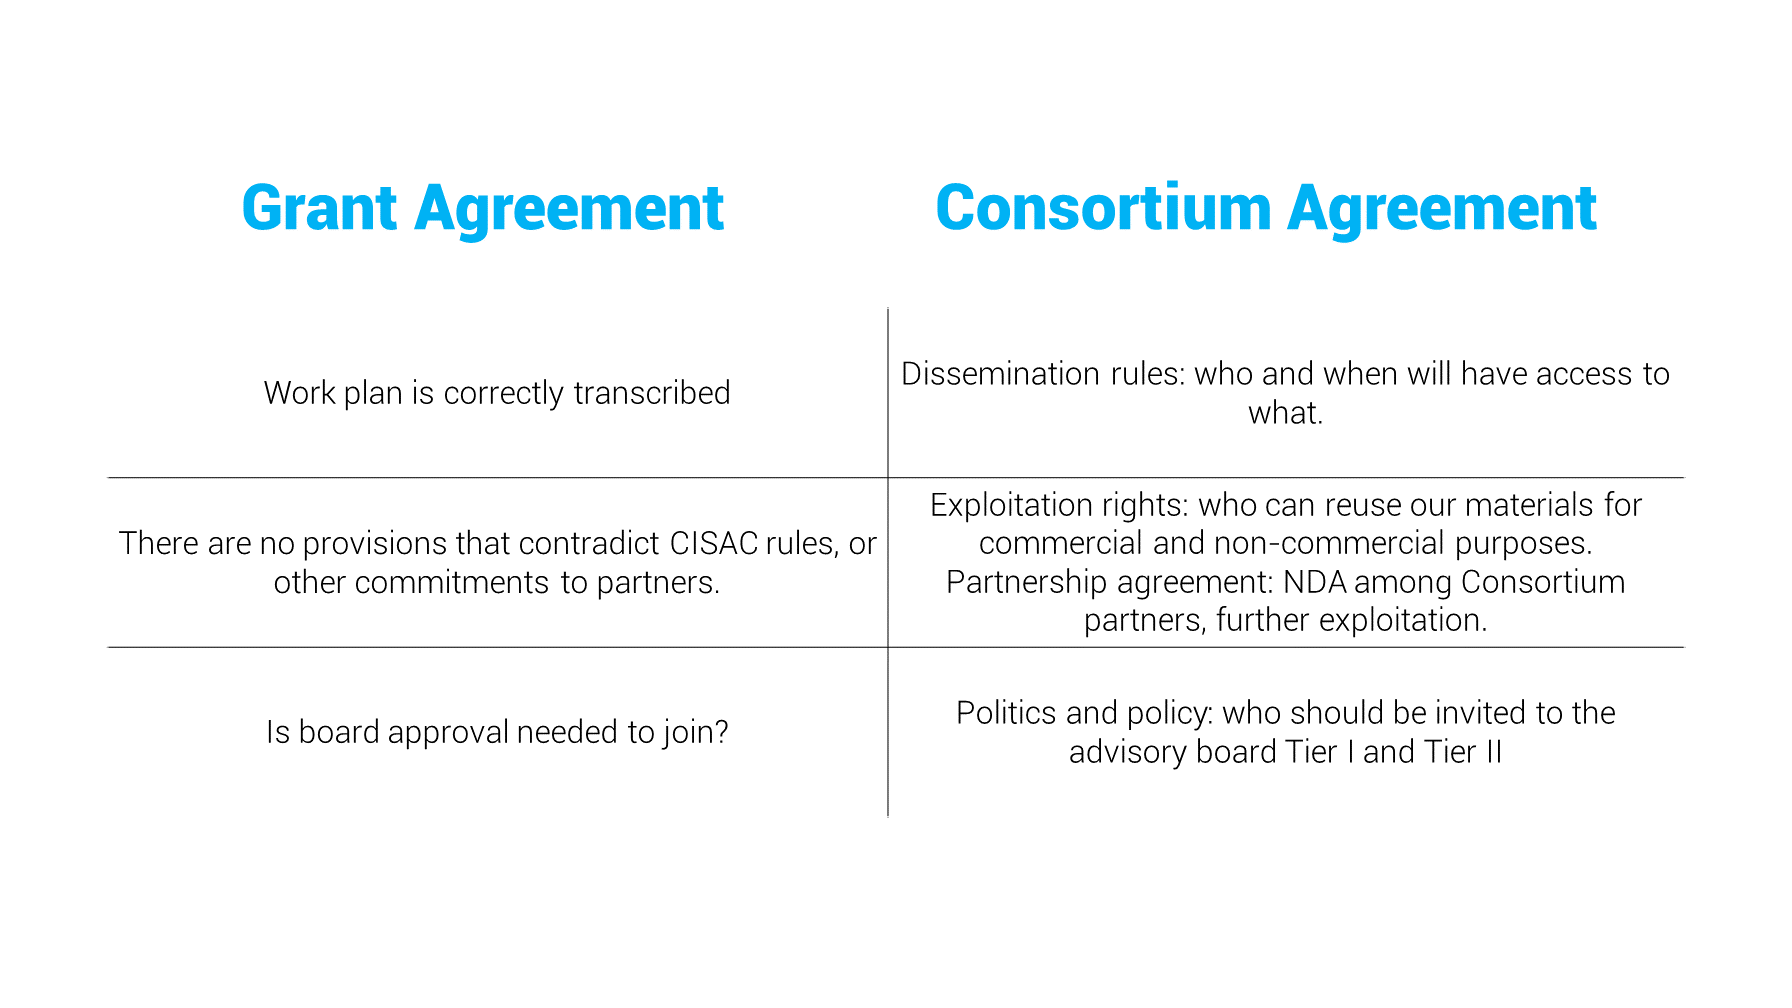 Grant Agreement
Consortium Agreement
Work plan is correctly transcribed
Dissemination rules: who and when will have access to
what.
There are no provisions that contradict CISAC rules, or
other commitments to partners.
Exploitation rights: who can reuse our materials for
commercial and non-commercial purposes.
Partnership agreement: NDA among Consortium
partners, further exploitation.
Is board approval needed to join?
Politics and policy: who should be invited to the
advisory board Tier I and Tier II